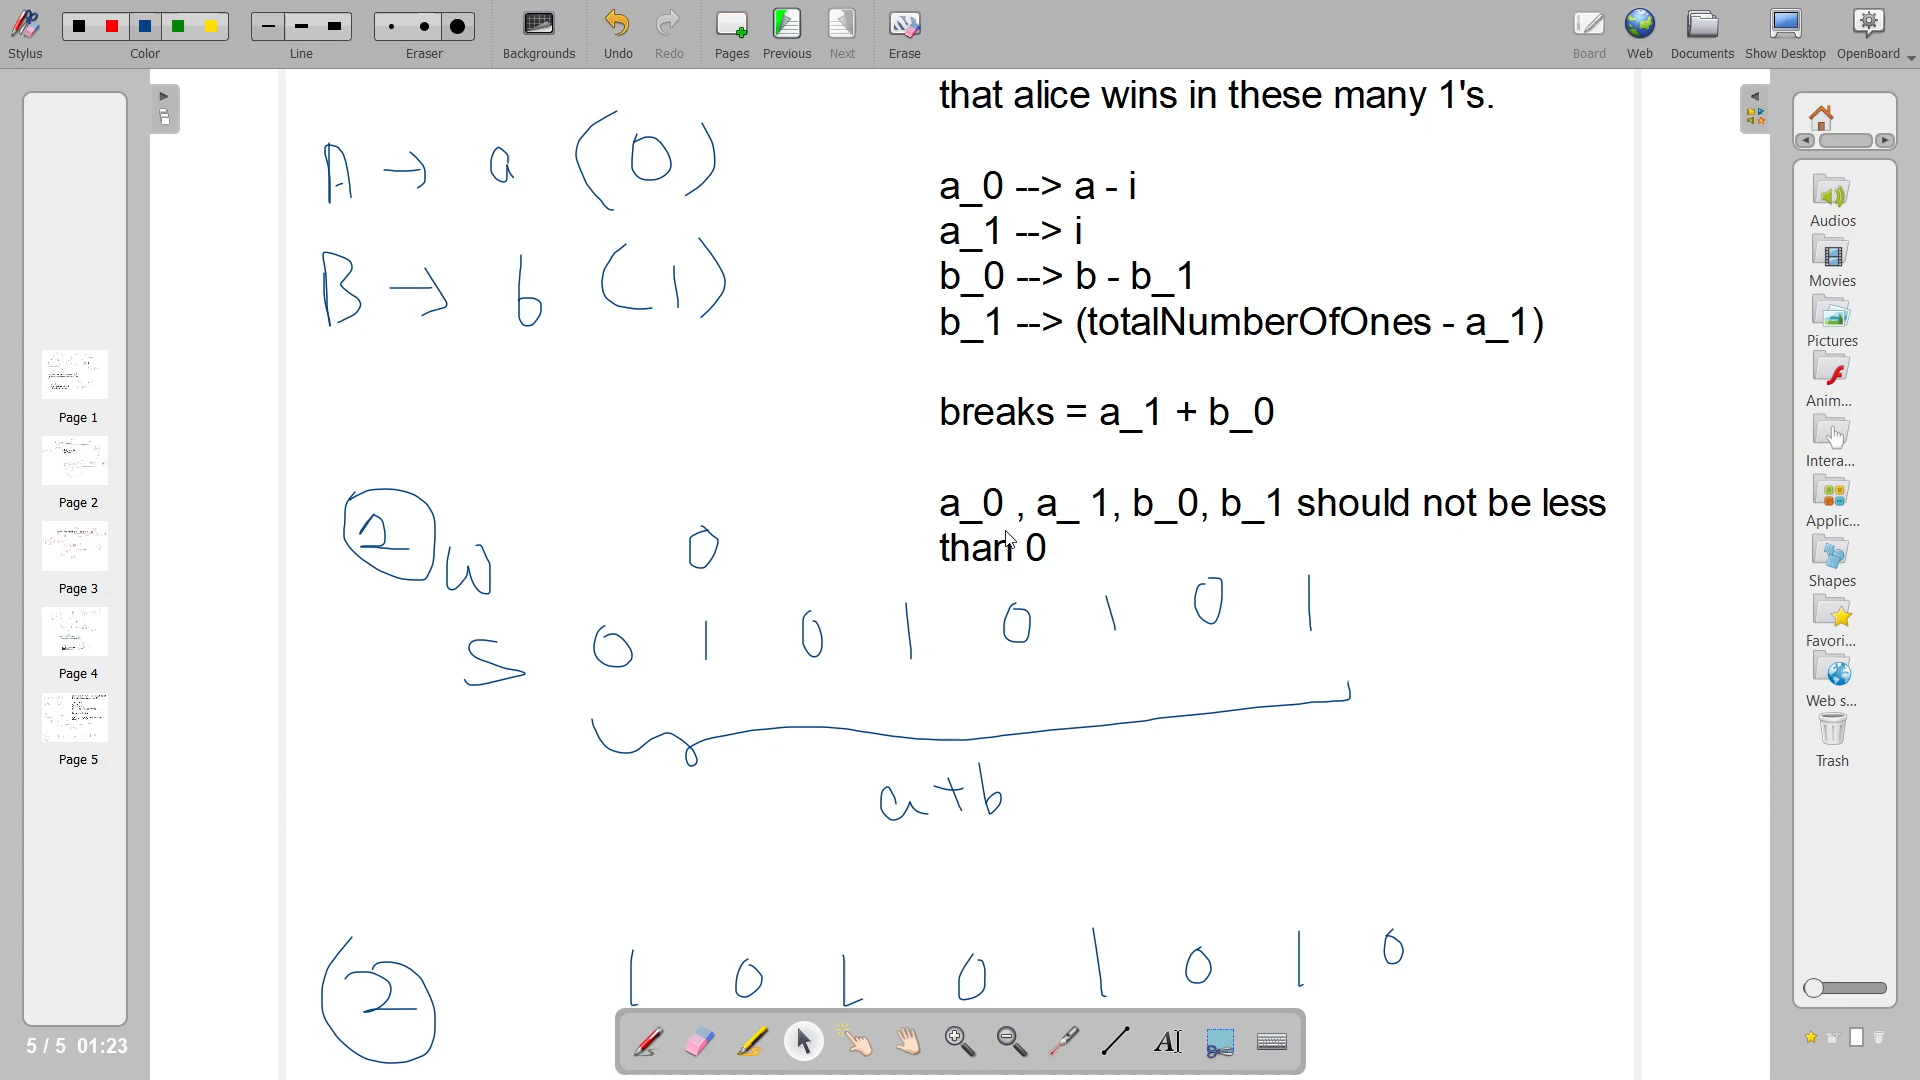 Stylus
Color
Line
Eraser
Backgrounds
Undo
Redo
Pages
Previous
Next
Erase
Board
Web
Documents
Show Desktop
OpenBoard
Page 1
Page 2
Page 3
Page 4
Page 5
5 / 5 01:23
that alice wins in these many 1's.
A → a (0)
a_0 --> a - i
a_1 --> i
B → b (1)
b_0 --> b - b_1
b_1 --> (totalNumberOfOnes - a_1)
breaks = a_1 + b_0
a_0 , a_ 1, b_0, b_1 should not be less
than 0
1 W 0
S 0 1 0 1 0 1 0 1
a+b
2 1 0 1 0 1 0 1 0
Audios
Movies
Pictures
Anim...
Intera...
Applic...
Shapes
Favori...
Web s...
Trash
AI